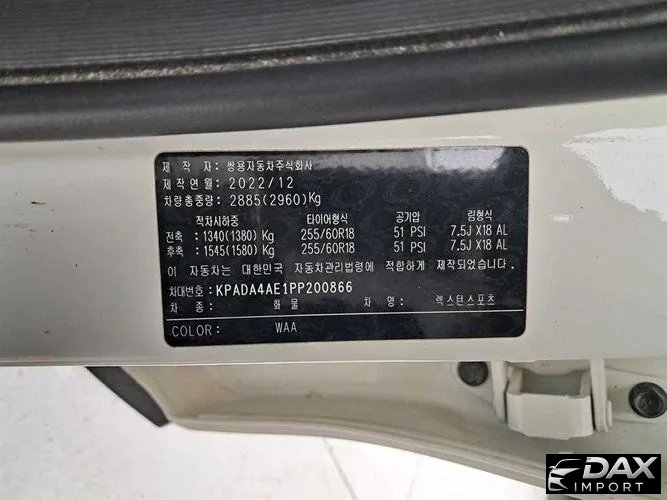 제 작 자: 쌍용자동차주식회사
제작연월: 2022/12
차량총중량: 2885(2960)Kg
적차시하중 타이어형식 공기압 림형식
전축: 1340(1380) Kg 255/60R18 51 PSI 7.5J X18 AL
후축: 1545(1580) Kg 255/60R18 51 PSI 7.5J X18 AL
이 자동차는 대한민국 자동차관리법령에 적합하게 제작되었습니다.
차대번호: KPADA4AE1PP200866
차 종: 화 물 차 명: 렉스턴스포츠
COLOR: WAA
DAX
IMPORT